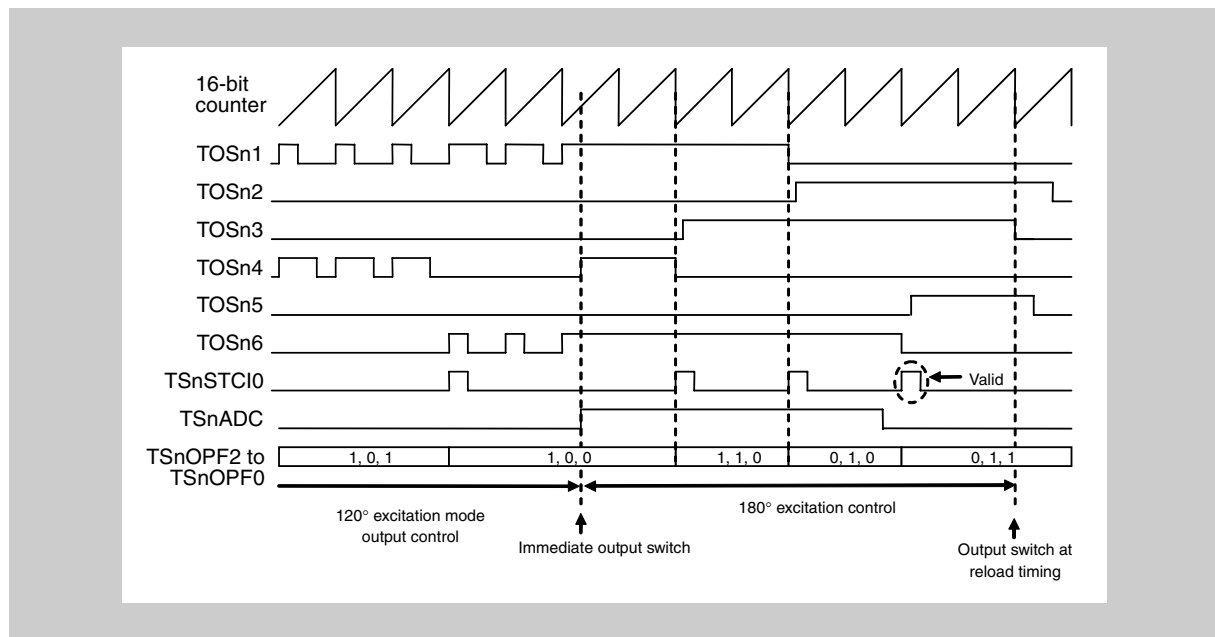 16-bit
counter
TOSn1
TOSn2
TOSn3
TOSn4
TOSn5
TOSn6
TSnSTCI0
Valid
TSnADC
TSnOPF2 to
TSnOPF0
1, 0, 1
1, 0, 0
1, 1, 0
0, 1, 0
0, 1, 1
120° excitation mode
output control
180° excitation control
Immediate output switch
Output switch at
reload timing